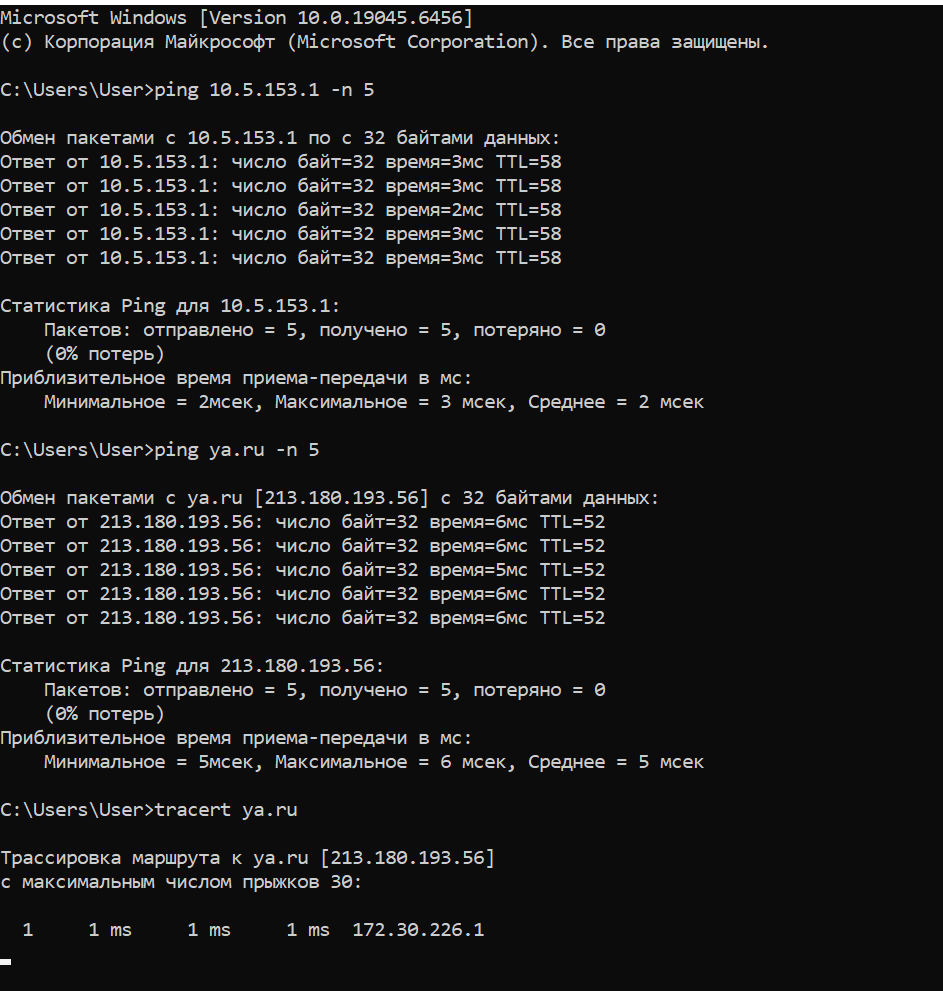 Microsoft Windows [Version 10.0.19045.6456]
(c) Корпорация Майкрософт (Microsoft Corporation). Все права защищены.
C:\Users\User>ping 10.5.153.1 -n 5
Обмен пакетами с 10.5.153.1 по с 32 байтами данных:
Ответ от 10.5.153.1: число байт=32 время=3мс TTL=58
Ответ от 10.5.153.1: число байт=32 время=3мс TTL=58
Ответ от 10.5.153.1: число байт=32 время=2мс TTL=58
Ответ от 10.5.153.1: число байт=32 время=3мс TTL=58
Ответ от 10.5.153.1: число байт=32 время=3мс TTL=58
Статистика Ping для 10.5.153.1:
Пакетов: отправлено = 5, получено = 5, потеряно = 0
(0% потерь)
Приблизительное время приема-передачи в мс:
Минимальное = 2мсек, Максимальное = 3 мсек, Среднее = 2 мсек
C:\Users\User>ping ya.ru -n 5
Обмен пакетами с ya.ru [213.180.193.56] с 32 байтами данных:
Ответ от 213.180.193.56: число байт=32 время=6мс TTL=52
Ответ от 213.180.193.56: число байт=32 время=6мс TTL=52
Ответ от 213.180.193.56: число байт=32 время=5мс TTL=52
Ответ от 213.180.193.56: число байт=32 время=6мс TTL=52
Ответ от 213.180.193.56: число байт=32 время=6мс TTL=52
Статистика Ping для 213.180.193.56:
Пакетов: отправлено = 5, получено = 5, потеряно = 0
(0% потерь)
Приблизительное время приема-передачи в мс:
Минимальное = 5мсек, Максимальное = 6 мсек, Среднее = 5 мсек
C:\Users\User>tracert ya.ru
Трассировка маршрута к ya.ru [213.180.193.56]
с максимальным числом прыжков 30:
1 1 ms 1 ms 1 ms 172.30.226.1